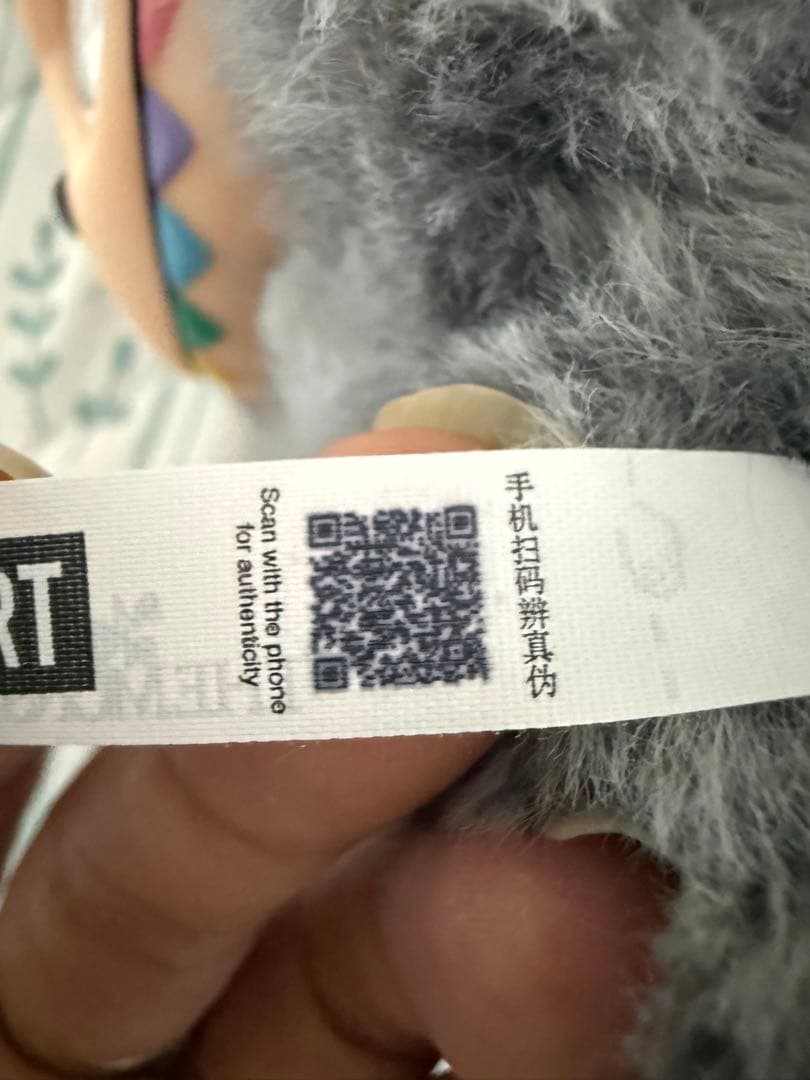 RT
Scan with the phone
for authenticity
手机扫码辨真伪